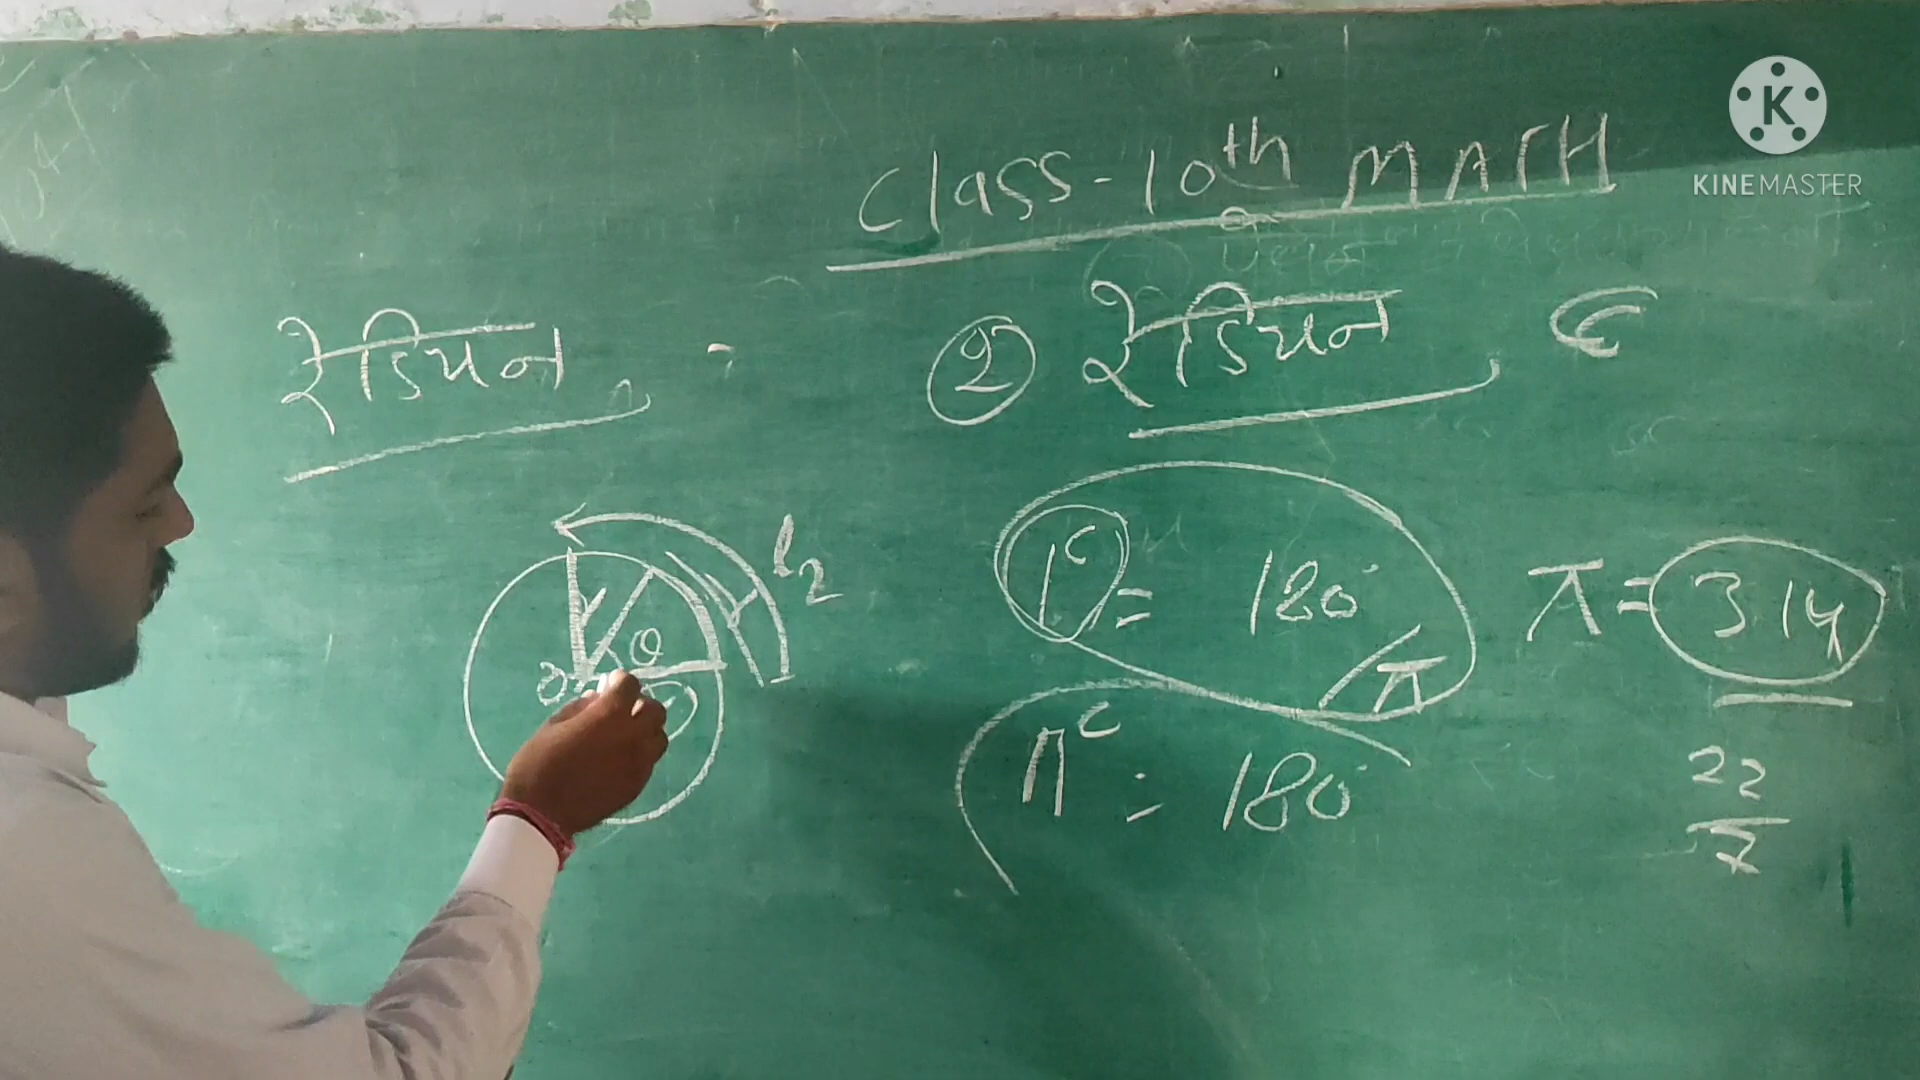 Class-10th MATH
रेडियन -
② रेडियन, c
l2
r
θ
O
1ᶜ = 180° / π
π = 3.14
πᶜ = 180°
22
7
KINEMASTER